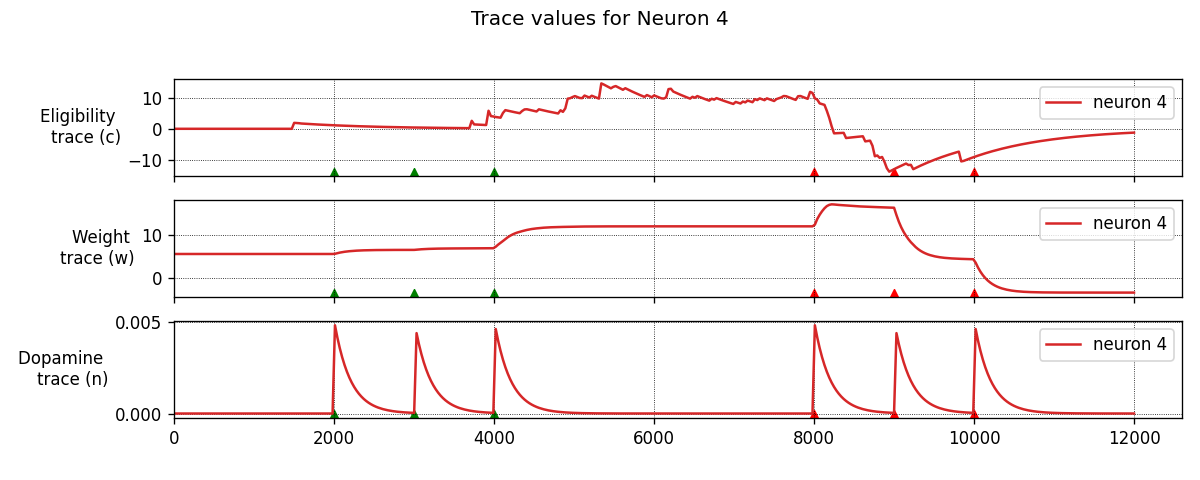 Trace values for Neuron 4
Eligibility
trace (c)
10
0
−10
neuron 4
Weight
trace (w)
10
0
neuron 4
Dopamine
trace (n)
0.005
0.000
neuron 4
0 2000 4000 6000 8000 10000 12000